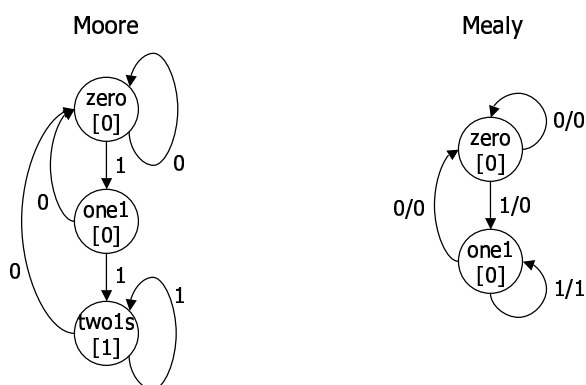 Moore
zero
[0]
0
1
0
one1
[0]
1
0
two1s
[1]
1
Mealy
zero
[0]
0/0
1/0
0/0
one1
[0]
1/1